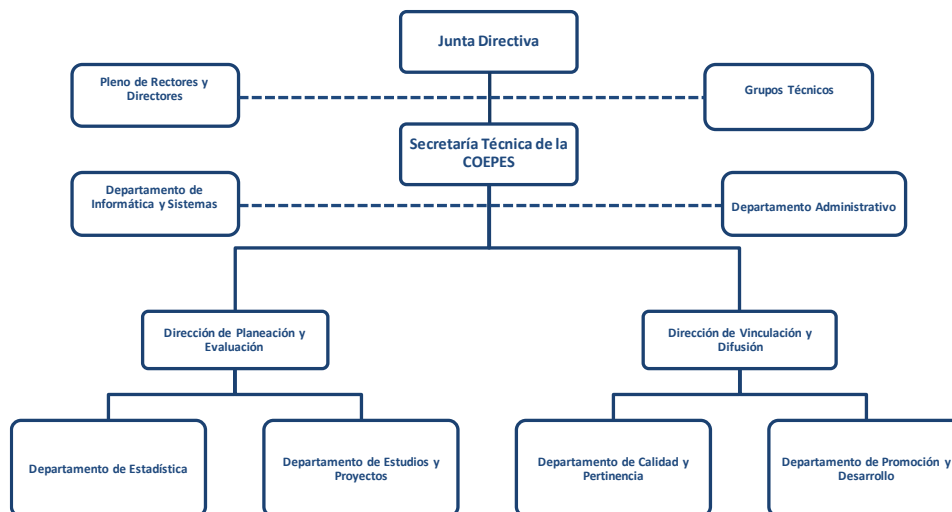 Junta Directiva
Pleno de Rectores y
Directores
Grupos Técnicos
Secretaría Técnica de la
COEPES
Departamento de
Informática y Sistemas
Departamento Administrativo
Dirección de Planeación y
Evaluación
Dirección de Vinculación y
Difusión
Departamento de Estadística
Departamento de Estudios y
Proyectos
Departamento de Calidad y
Pertinencia
Departamento de Promoción y
Desarrollo